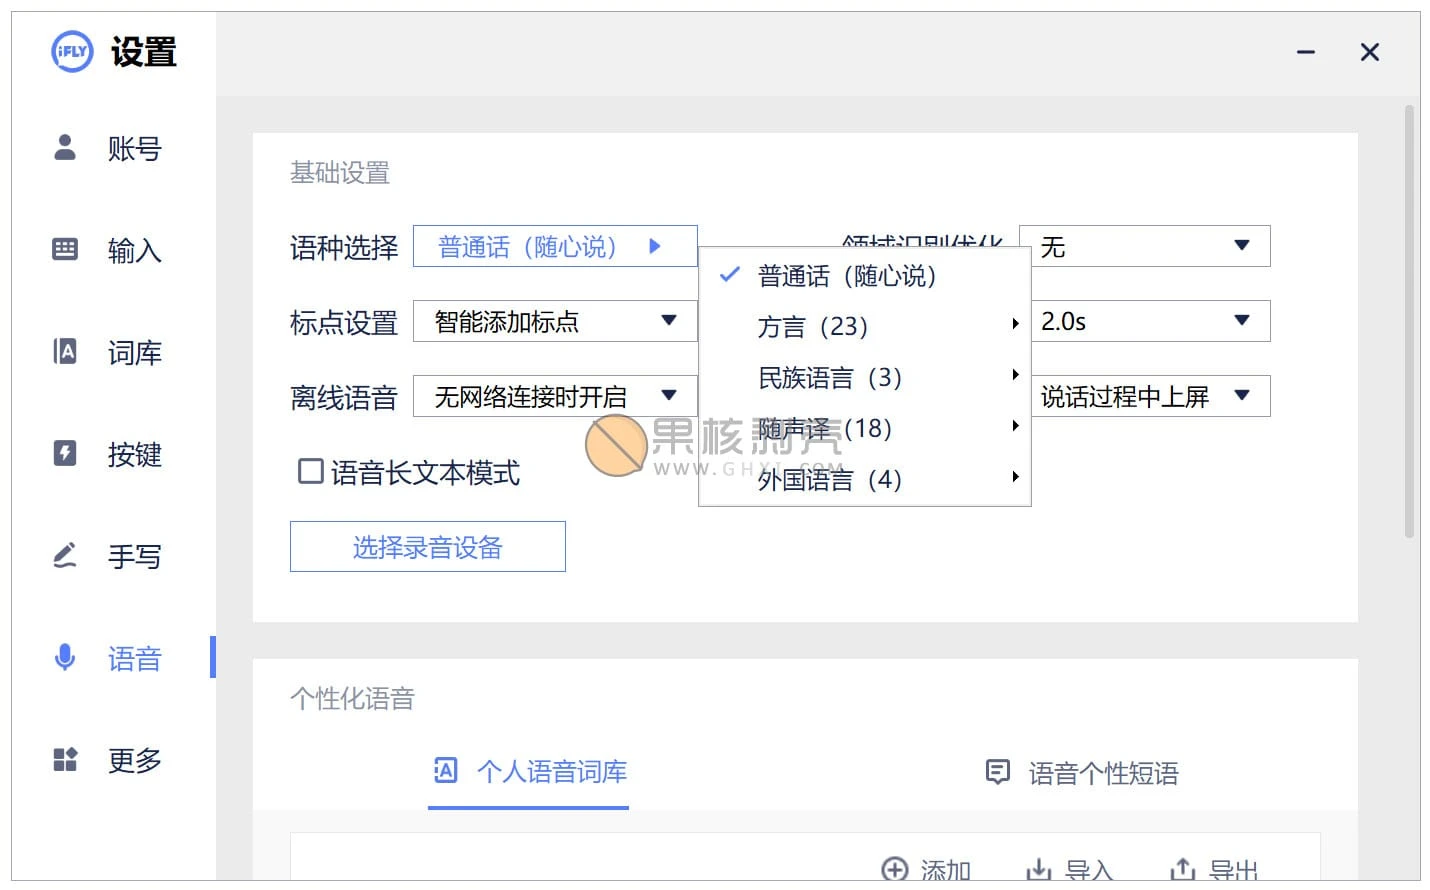 iFLY 设置
账号
输入
词库
按键
手写
语音
更多
基础设置
语种选择 普通话（随心说） 领域识别优化 无
标点设置 智能添加标点 2.0s
离线语音 无网络连接时开启 说话过程中上屏
普通话（随心说）
方言（23）
民族语言（3）
随声译（18）
外国语言（4）
果核剥壳
WWW.GHXI.COM
语音长文本模式
选择录音设备
个性化语音
个人语音词库 语音个性短语
添加 导入 导出